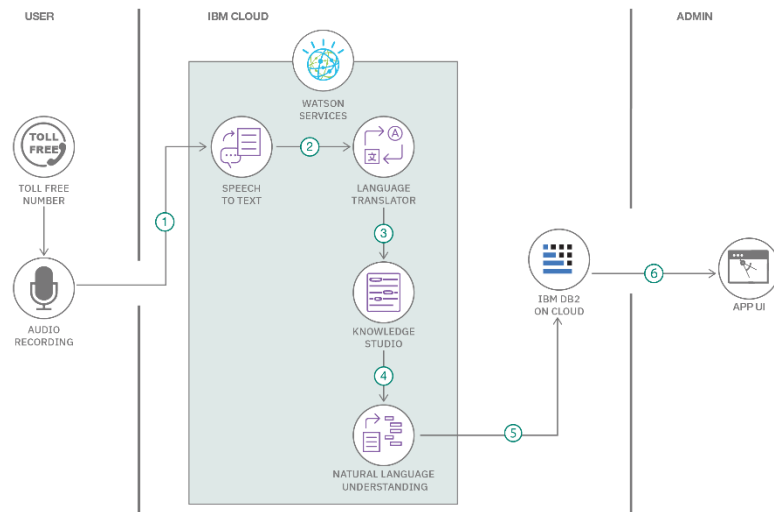 USER
IBM CLOUD
ADMIN
WATSON
SERVICES
TOLL
FREE
TOLL FREE
NUMBER
AUDIO
RECORDING
1
SPEECH
TO TEXT
2
A
文
LANGUAGE
TRANSLATOR
3
KNOWLEDGE
STUDIO
4
NATURAL LANGUAGE
UNDERSTANDING
5
IBM DB2
ON CLOUD
6
APP UI